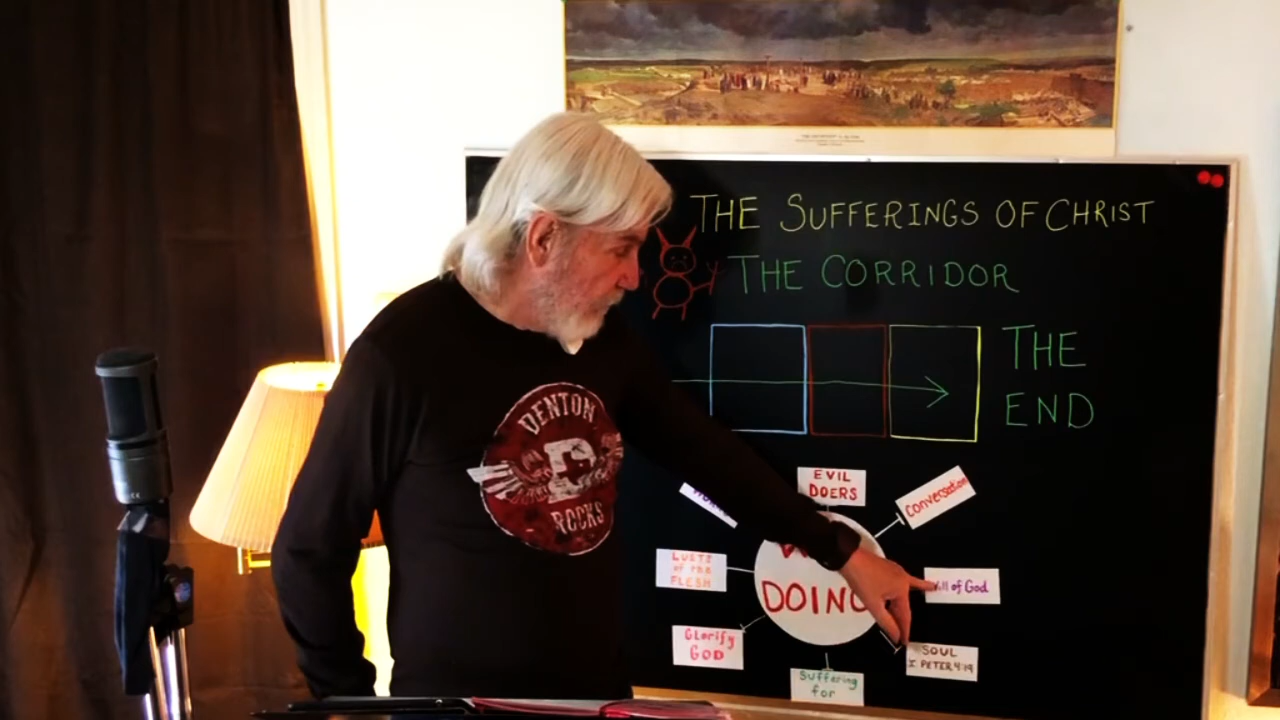 THE SUFFERINGS OF CHRIST
THE CORRIDOR
THE
END
DENTON
ROCKS
EVIL
DOERS
Conversation
LUSTS
of the
FLESH
DOING
of God
Glorify
GOD
SOUL
I PETER 4:19
Suffering
for